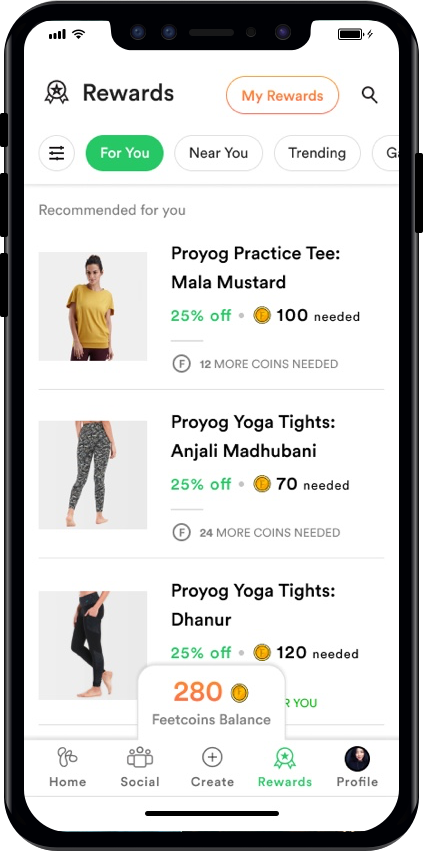 Rewards
My Rewards
For You
Near You
Trending
Recommended for you
Proyog Practice Tee:
Mala Mustard
25% off • 100 needed
F 12 MORE COINS NEEDED
Proyog Yoga Tights:
Anjali Madhubani
25% off • 70 needed
F 24 MORE COINS NEEDED
Proyog Yoga Tights:
Dhanur
25% off • 120 needed
280
R YOU
Feetcoins Balance
Home
Social
Create
Rewards
Profile